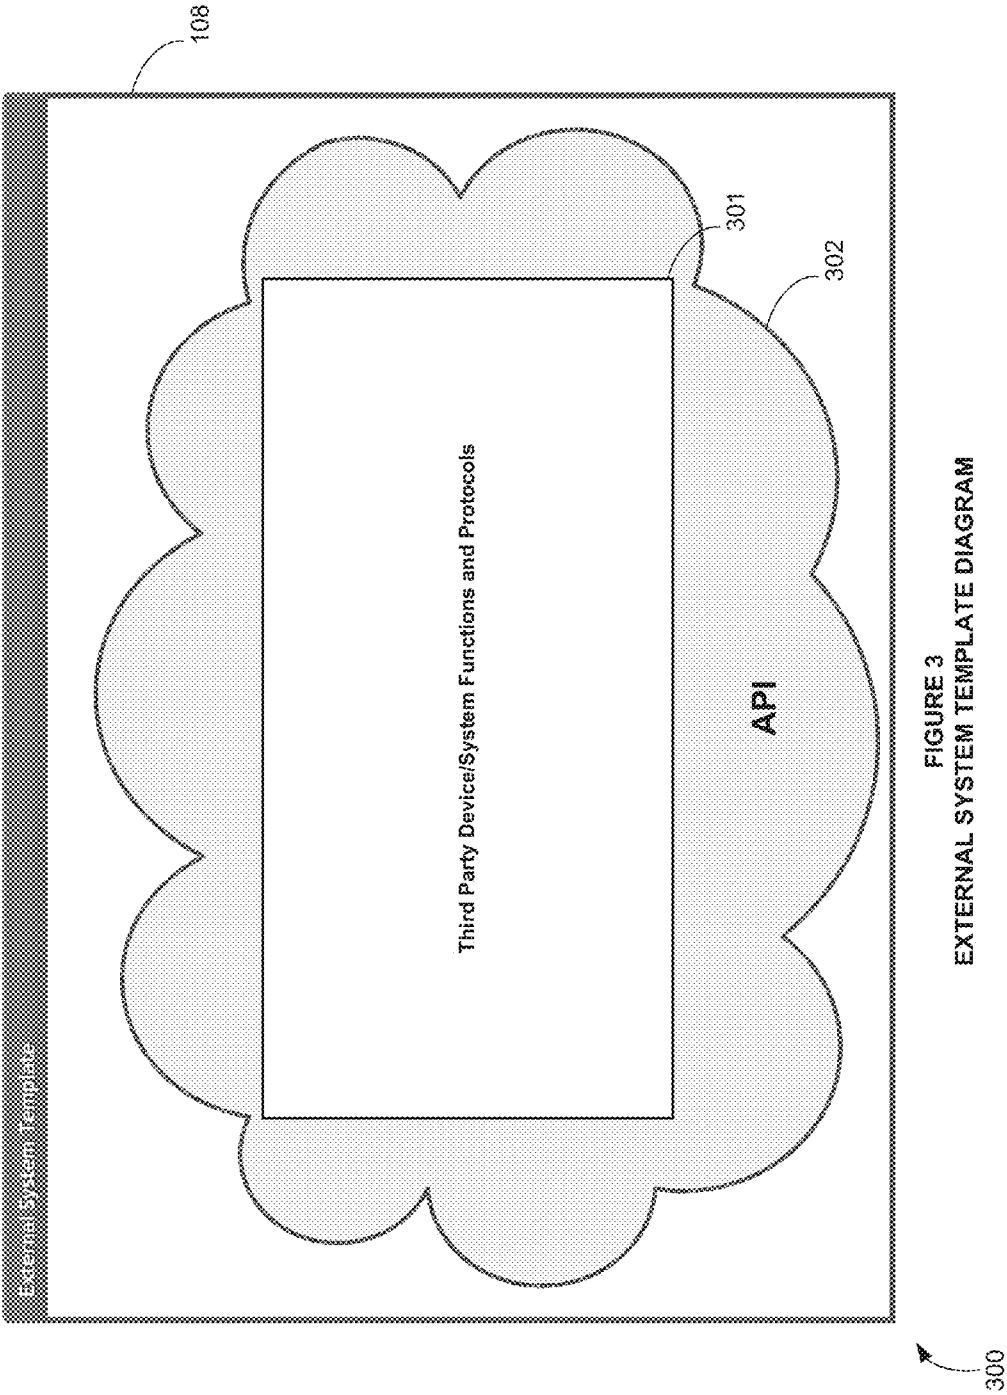 External System Template
108
Third Party Device/System Functions and Protocols
301
302
API
FIGURE 3
EXTERNAL SYSTEM TEMPLATE DIAGRAM
300